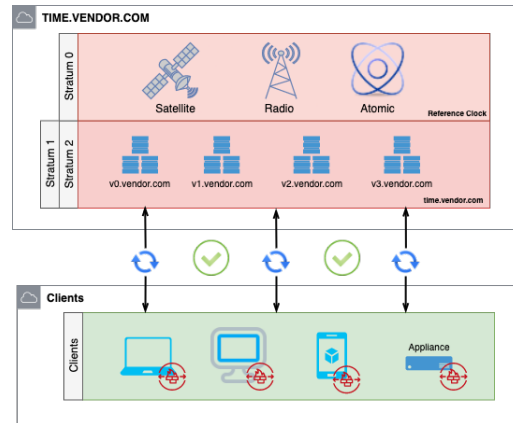 TIME.VENDOR.COM
Stratum 0
Satellite
Radio
Atomic
Reference Clock
Stratum 1
Stratum 2
v0.vendor.com
v1.vendor.com
v2.vendor.com
v3.vendor.com
time.vendor.com
Clients
Clients
Appliance